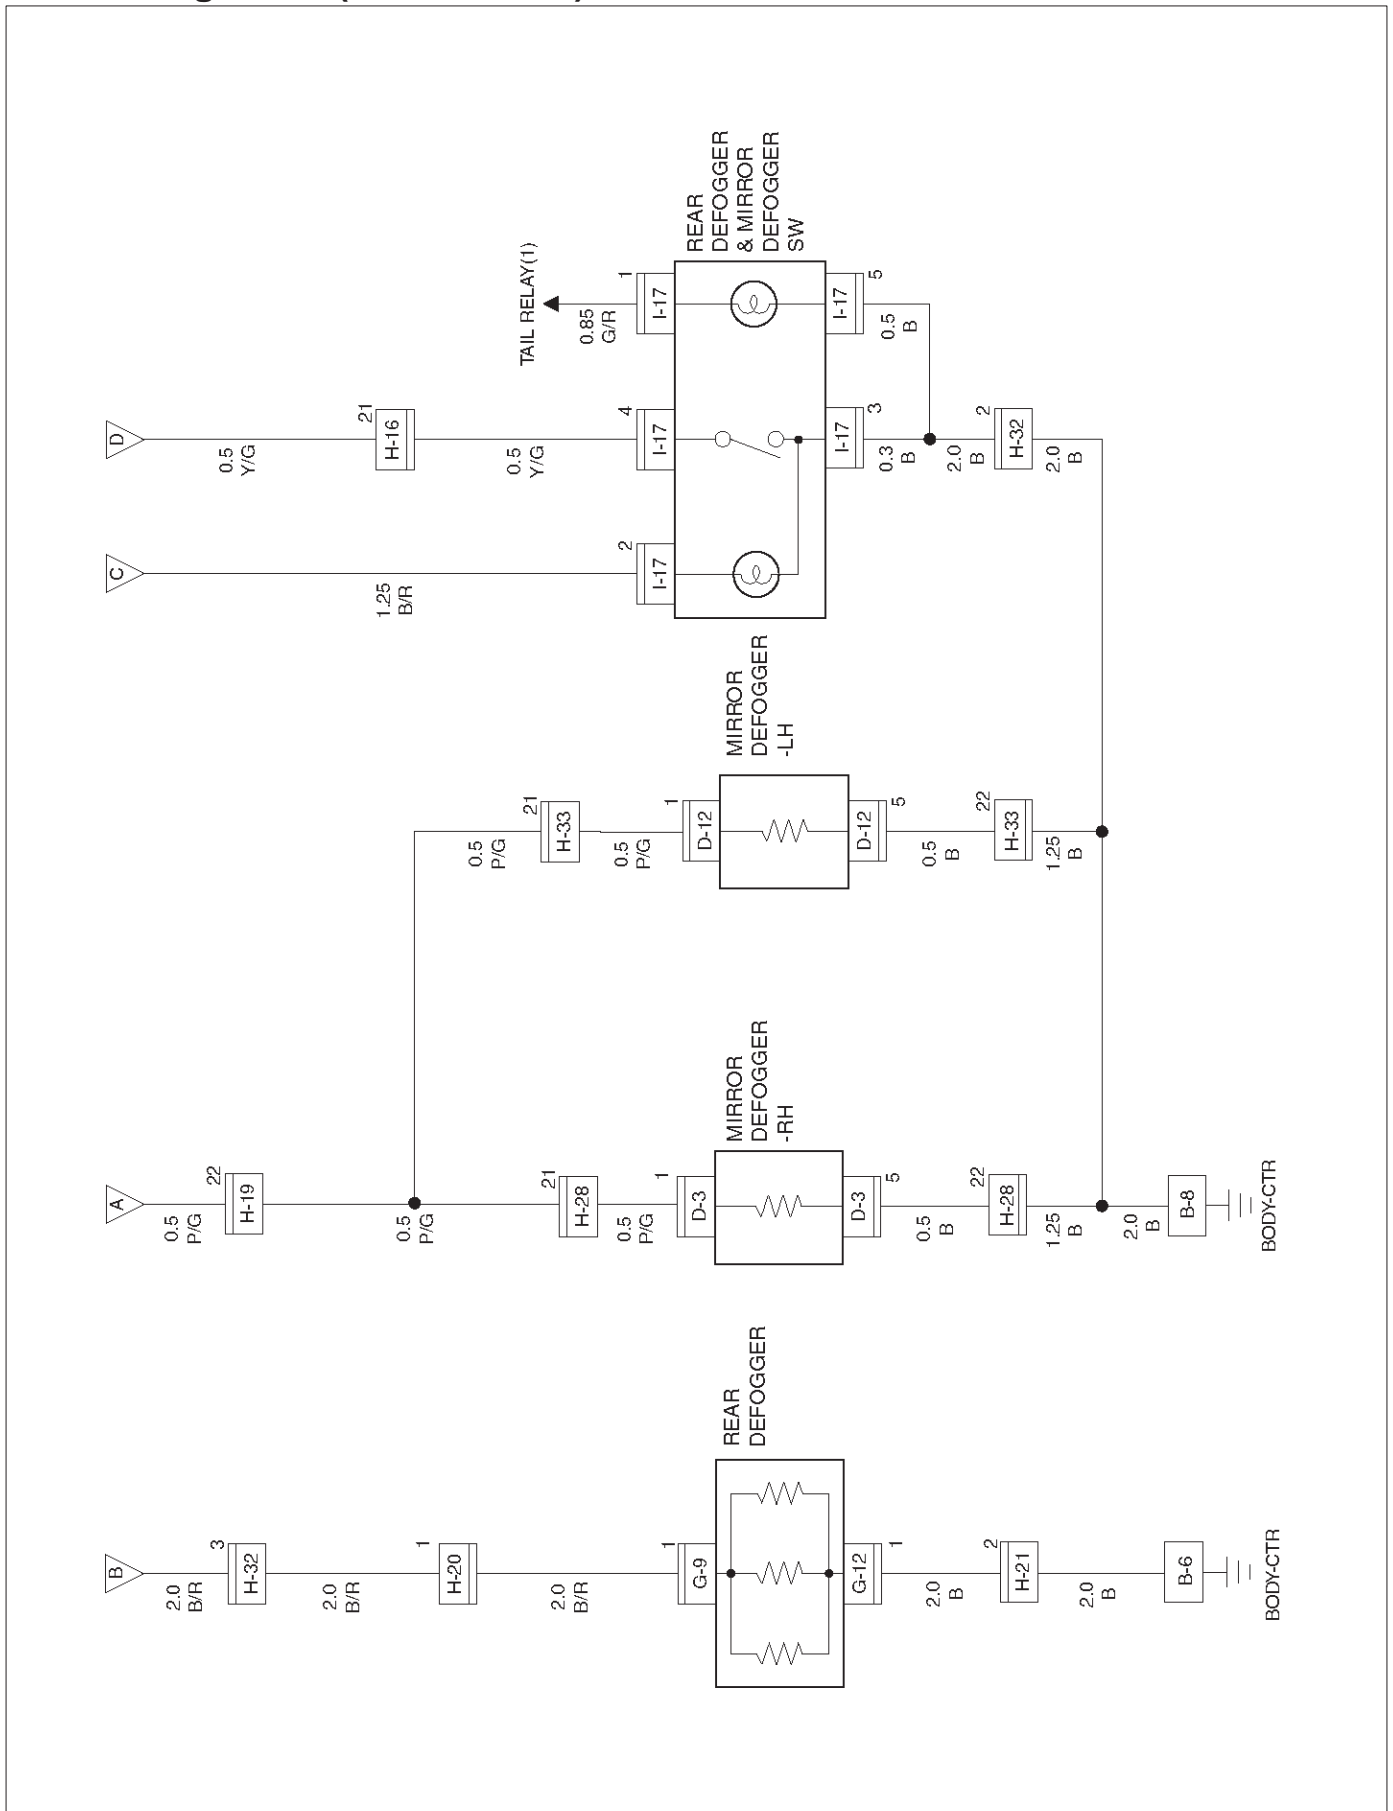 D
0.5
Y/G
21
H-16
0.5
Y/G
4
I-17
TAIL RELAY(1)
0.85
G/R
1
I-17
REAR
DEFOGGER
& MIRROR
DEFOGGER
SW
I-17
5
0.5
B
I-17
3
0.3
B
2.0
B
2
H-32
2.0
B
C
1.25
B/R
2
I-17
MIRROR
DEFOGGER
-LH
0.5
P/G
21
H-33
0.5
P/G
1
D-12
D-12
5
0.5
B
22
H-33
1.25
B
A
0.5
P/G
22
H-19
0.5
P/G
21
H-28
0.5
P/G
1
D-3
MIRROR
DEFOGGER
-RH
D-3
5
0.5
B
22
H-28
1.25
B
2.0
B
B-8
BODY-CTR
B
2.0
B/R
3
H-32
2.0
B/R
1
H-20
2.0
B/R
1
G-9
REAR
DEFOGGER
G-12
1
2.0
B
2
H-21
2.0
B
B-6
BODY-CTR